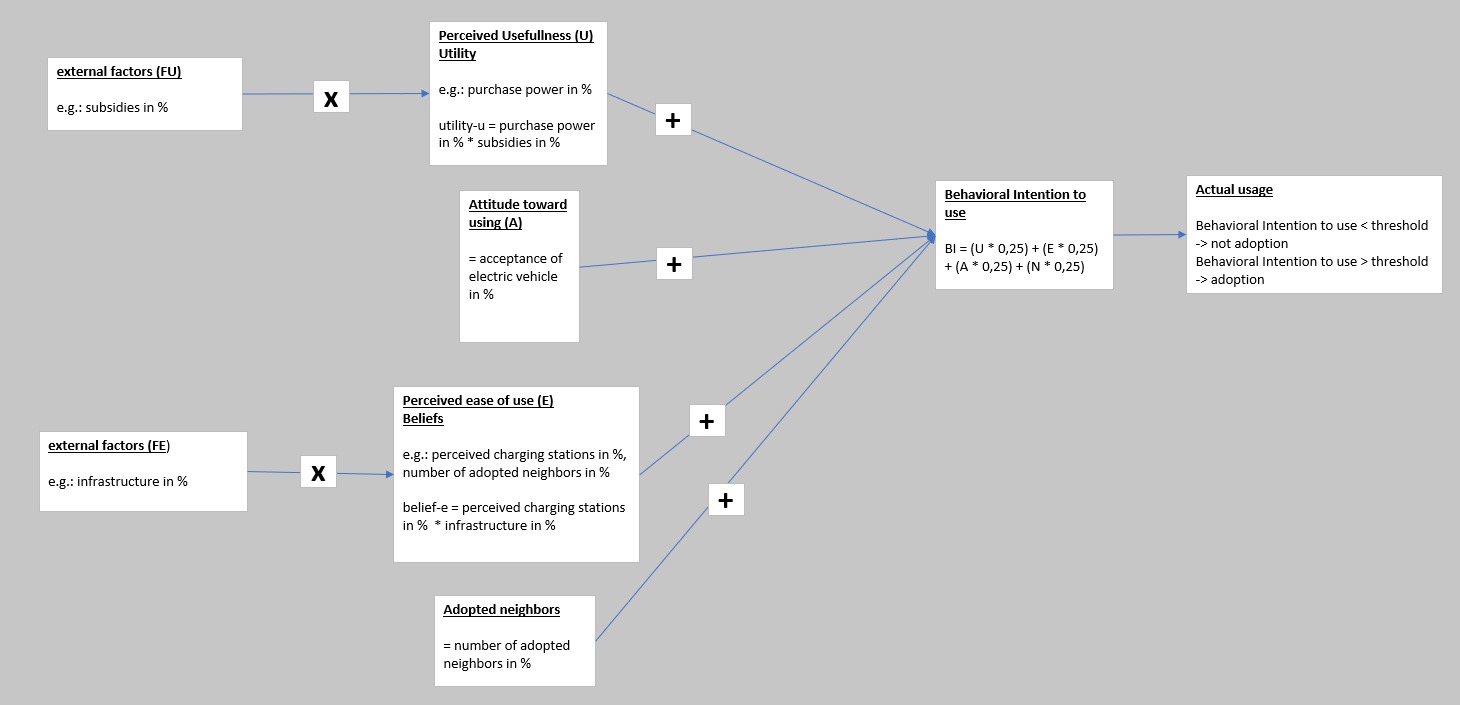 external factors (FU)
e.g.: subsidies in %
X
Perceived Usefullness (U)
Utility
e.g.: purchase power in %
utility-u = purchase power
in % * subsidies in %
+
Attitude toward
using (A)
= acceptance of
electric vehicle
in %
+
Behavioral Intention to
use
BI = (U * 0,25) + (E * 0,25)
+ (A * 0,25) + (N * 0,25)
Actual usage
Behavioral Intention to use < threshold
-> not adoption
Behavioral Intention to use > threshold
-> adoption
external factors (FE)
e.g.: infrastructure in %
X
Perceived ease of use (E)
Beliefs
e.g.: perceived charging stations in %,
number of adopted neighbors in %
belief-e = perceived charging stations
in %  * infrastructure in %
+
+
Adopted neighbors
= number of adopted
neighbors in %